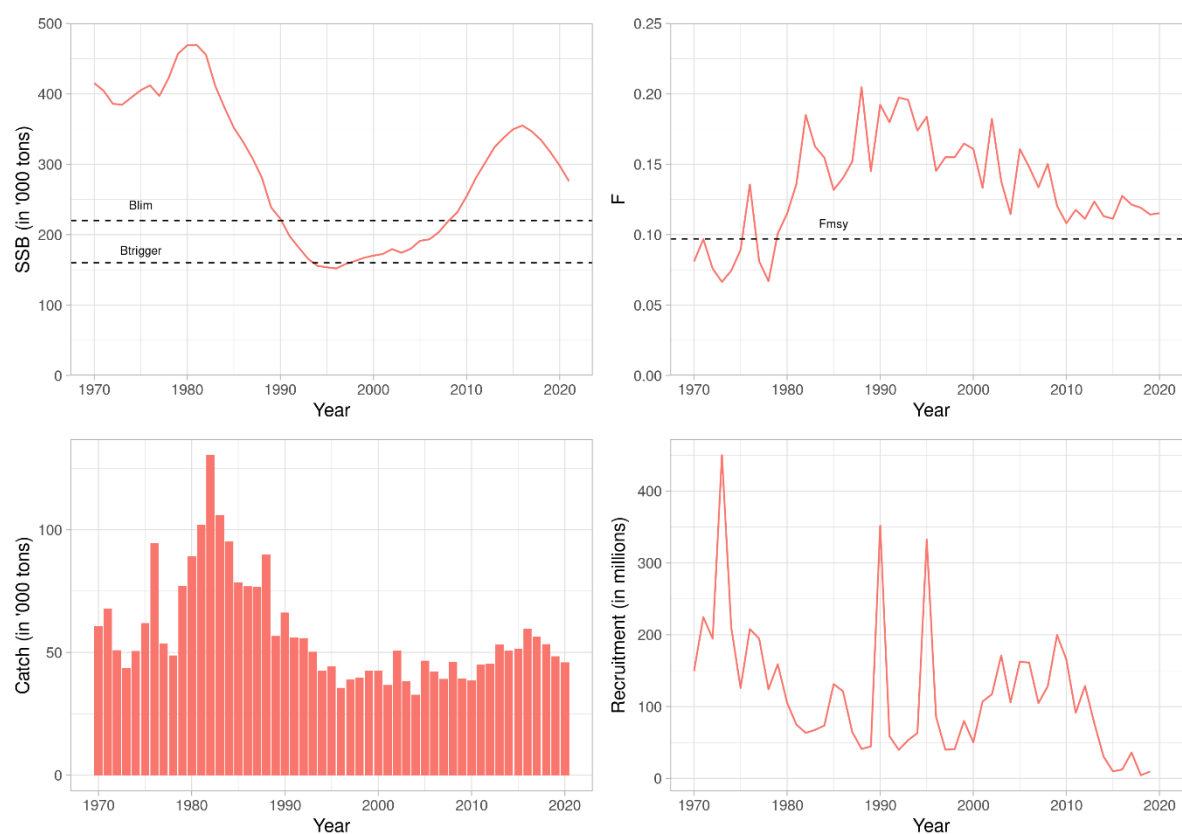 500
400
300
200
100
0
SSB (in '000 tons)
Blim
Btrigger
1970 1980 1990 2000 2010 2020
Year
0.25
0.20
0.15
0.10
0.05
0.00
F
Fmsy
1970 1980 1990 2000 2010 2020
Year
100
50
0
Catch (in '000 tons)
1970 1980 1990 2000 2010 2020
Year
400
300
200
100
0
Recruitment (in millions)
1970 1980 1990 2000 2010 2020
Year